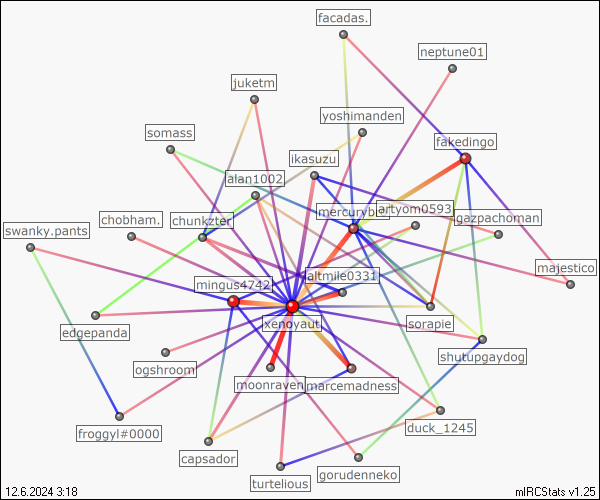 facadas.
neptune01
juketm
yoshimanden
somass
fakedingo
ikasuzu
alan1002
mercuryb
artyom0593
chobham.
chunkzter
gazpachoman
swanky.pants
altmile0331
majestico
mingus4742
xenoyaut
sorapie
edgepanda
shutupgaydog
ogshroom
moonraven
marcemadness
froggyl#0000
duck_1245
capsador
gorudenneko
turtelious
12.6.2024 3:18
mIRCStats v1.25